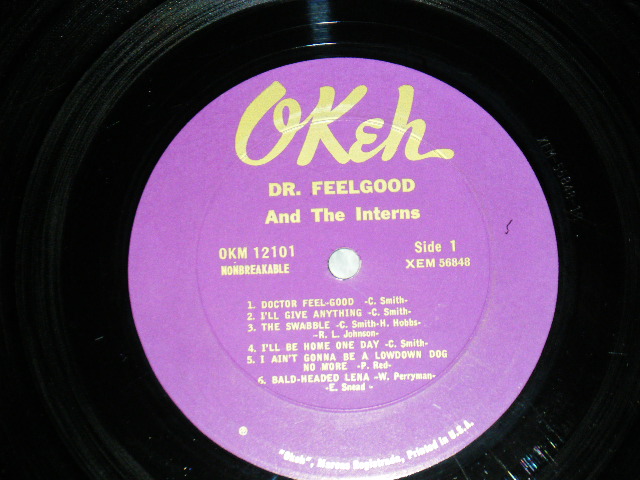 OKeh
DR. FEELGOOD
And The Interns
OKM 12101
NONBREAKABLE
Side 1
XEM 56848
1. DOCTOR FEEL-GOOD -C. Smith-
2. I'LL GIVE ANYTHING -C. Smith-
3. THE SWABBLE -C. Smith-H. Hobbs-
-R. L. Johnson-
4. I'LL BE HOME ONE DAY -C. Smith-
5. I AIN'T GONNA BE A LOWDOWN DOG
NO MORE -P. Red-
6. BALD-HEADED LENA -W. Perryman-
-E. Snead-
"Okeh", Marcas Registrada, Printed in U.S.A.